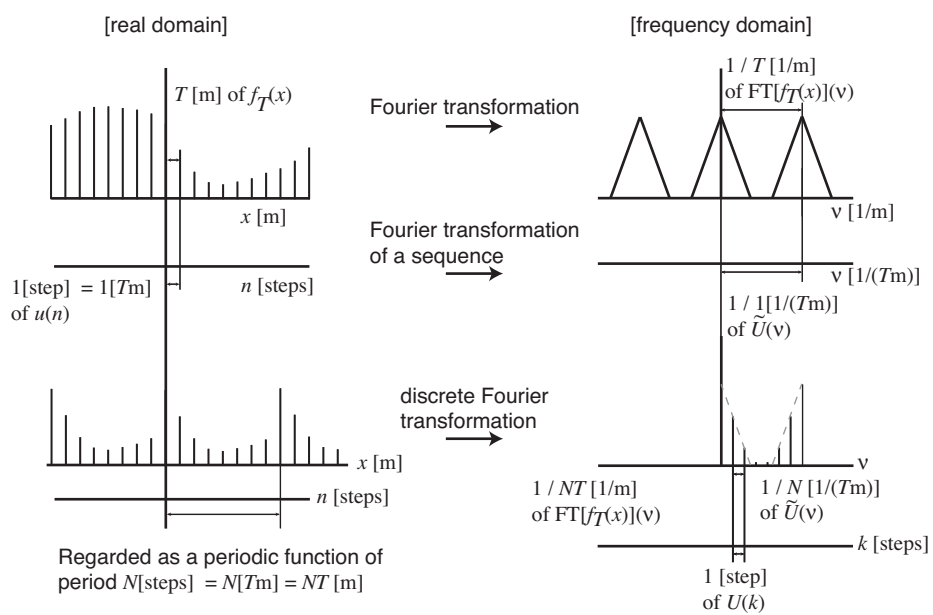 [real domain]
[frequency domain]
T [m] of f_T(x)
Fourier transformation
1 / T [1/m]
of FT[f_T(x)](ν)
x [m]
ν [1/m]
Fourier transformation
of a sequence
1[step] = 1[Tm]
of u(n)
n [steps]
ν [1/(Tm)]
1 / 1[1/(Tm)]
of Ũ(ν)
discrete Fourier
transformation
x [m]
ν
n [steps]
1 / NT [1/m]
of FT[f_T(x)](ν)
1 / N [1/(Tm)]
of Ũ(ν)
k [steps]
Regarded as a periodic function of
period N[steps] = N[Tm] = NT [m]
1 [step]
of U(k)